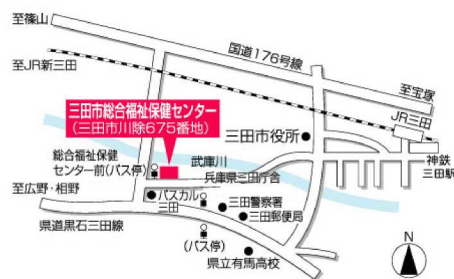 至篠山
国道176号線
至JR新三田
至宝塚
JR三田
三田市総合福祉保健センター
(三田市川除675番地)
三田市役所
神鉄
三田駅
総合福祉保健
センター前(バス停)
武庫川
兵庫県三田庁舎
至広野・相野
パスカル
三田
三田警察署
三田郵便局
県道黒石三田線
(バス停)
県立有馬高校
N